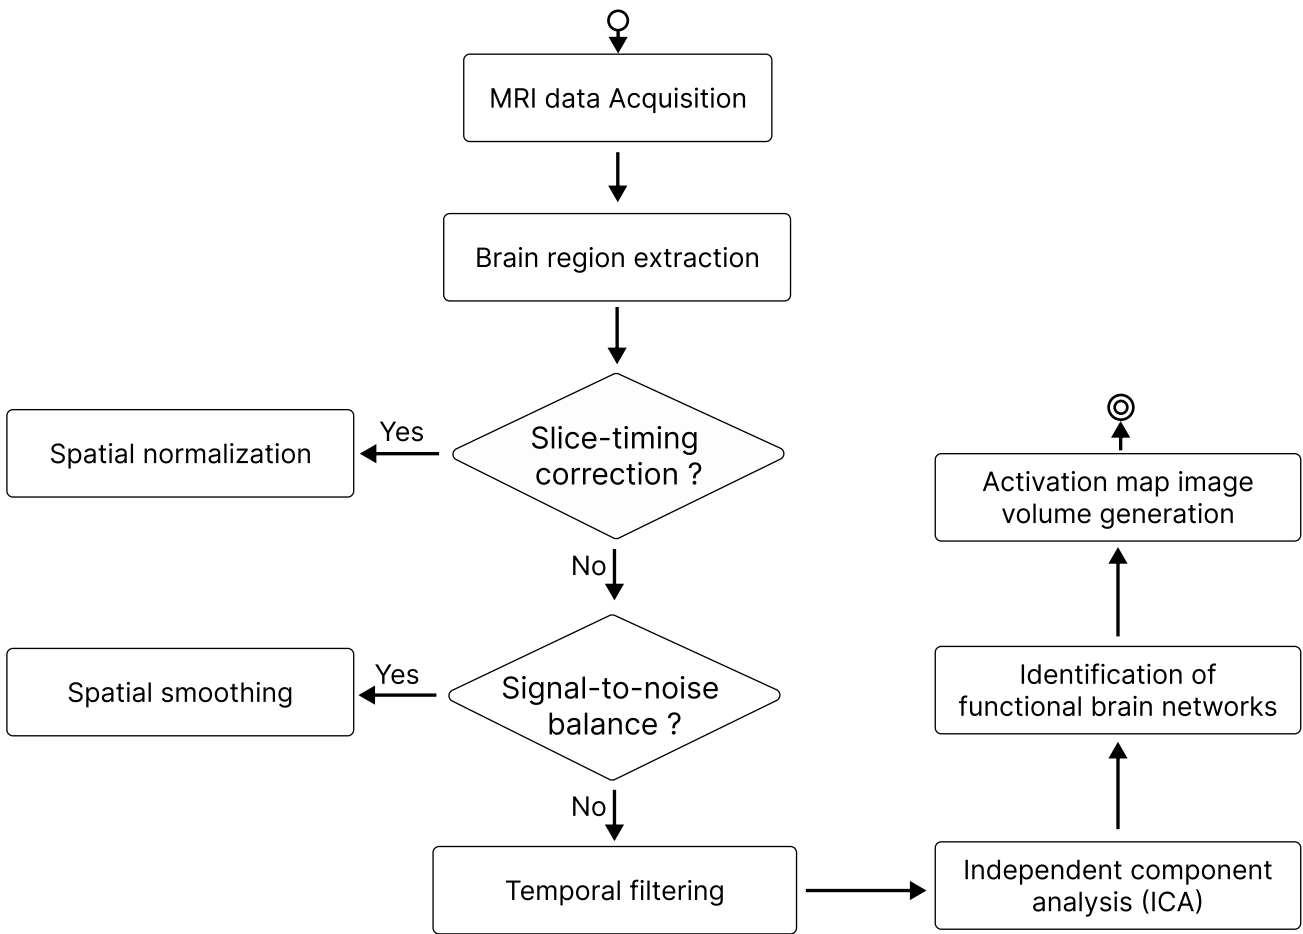 MRI data Acquisition
Brain region extraction
Slice-timing
correction ?
Yes
Spatial normalization
No
Signal-to-noise
balance ?
Yes
Spatial smoothing
No
Temporal filtering
Independent component
analysis (ICA)
Identification of
functional brain networks
Activation map image
volume generation